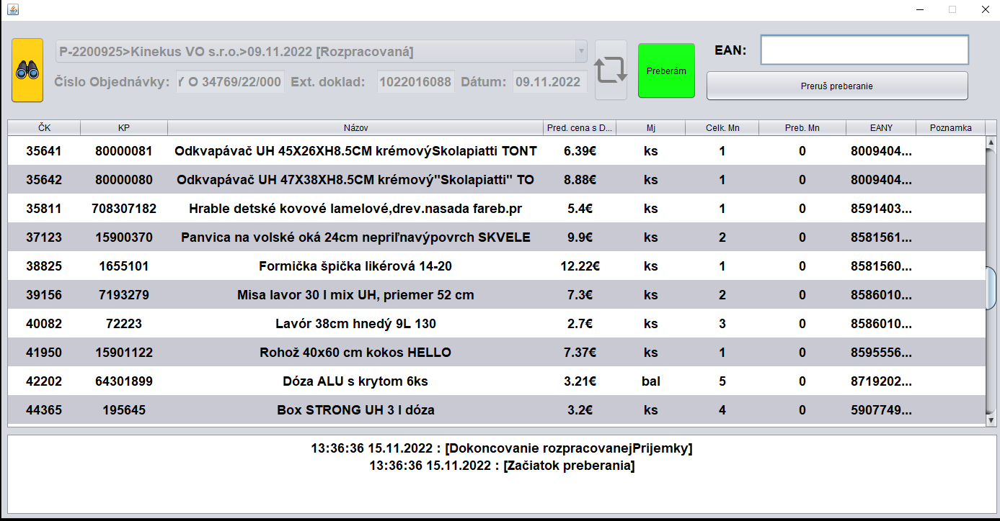 P-2200925>Kinekus VO s.r.o.>09.11.2022 [Rozpracovaná]
Číslo Objednávky: Y O 34769/22/000 Ext. doklad: 1022016088 Dátum: 09.11.2022
Preberám
EAN:
Preruš preberanie
ČK KP Názov Pred. cena s D... Mj Celk. Mn Preb. Mn EANY Poznamka
35641 80000081 Odkvapávač UH 45X26XH8.5CM krémovýSkolapiatti TONT 6.39€ ks 1 0 8009404...
35642 80000080 Odkvapávač UH 47X38XH8.5CM krémový"Skolapiatti" TO 8.88€ ks 1 0 8009404...
35811 708307182 Hrable detské kovové lamelové,drev.nasada fareb.pr 5.4€ ks 1 0 8591403...
37123 15900370 Panvica na volské oká 24cm nepriľnavýpovrch SKVELE 9.9€ ks 2 0 8581561...
38825 1655101 Formička špička likérová 14-20 12.22€ ks 1 0 8581560...
39156 7193279 Misa lavor 30 l mix UH, priemer 52 cm 7.3€ ks 2 0 8586010...
40082 72223 Lavór 38cm hnedý 9L 130 2.7€ ks 3 0 8586010...
41950 15901122 Rohož 40x60 cm kokos HELLO 7.37€ ks 1 0 8595556...
42202 64301899 Dóza ALU s krytom 6ks 3.21€ bal 5 0 8719202...
44365 195645 Box STRONG UH 3 l dóza 3.2€ ks 4 0 5907749...
13:36:36 15.11.2022 : [Dokoncovanie rozpracovanejPrijemky]
13:36:36 15.11.2022 : [Začiatok preberania]